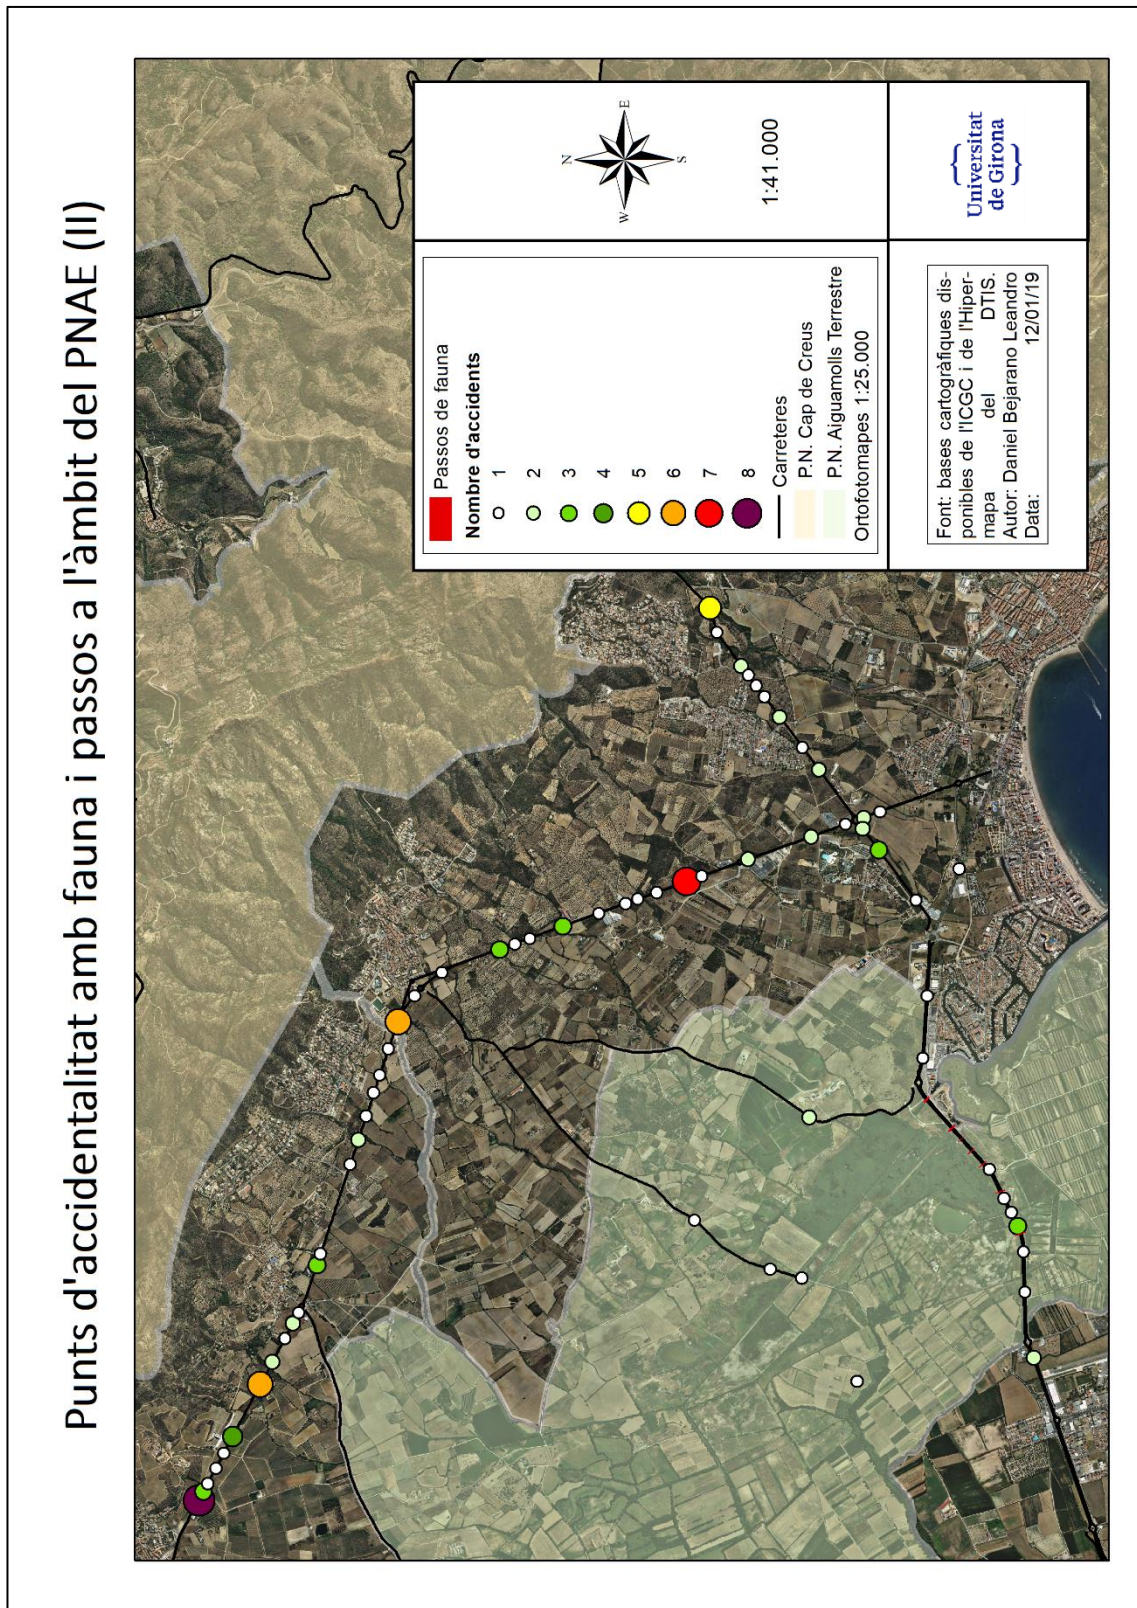 Punts d'accidentalitat amb fauna i passos a l'àmbit del PNAE (II)
Passos de fauna
Nombre d'accidents
1
2
3
4
5
6
7
8
Carreteres
P.N. Cap de Creus
P.N. Aiguamolls Terrestre
Ortofotomapes 1:25.000
N
W
E
S
1:41.000
Font: bases cartogràfiques dis-
ponibles de l'ICGC i de l'Hiper-
mapa del DTIS.
Autor: Daniel Bejarano Leandro
Data: 12/01/19
Universitat
de Girona